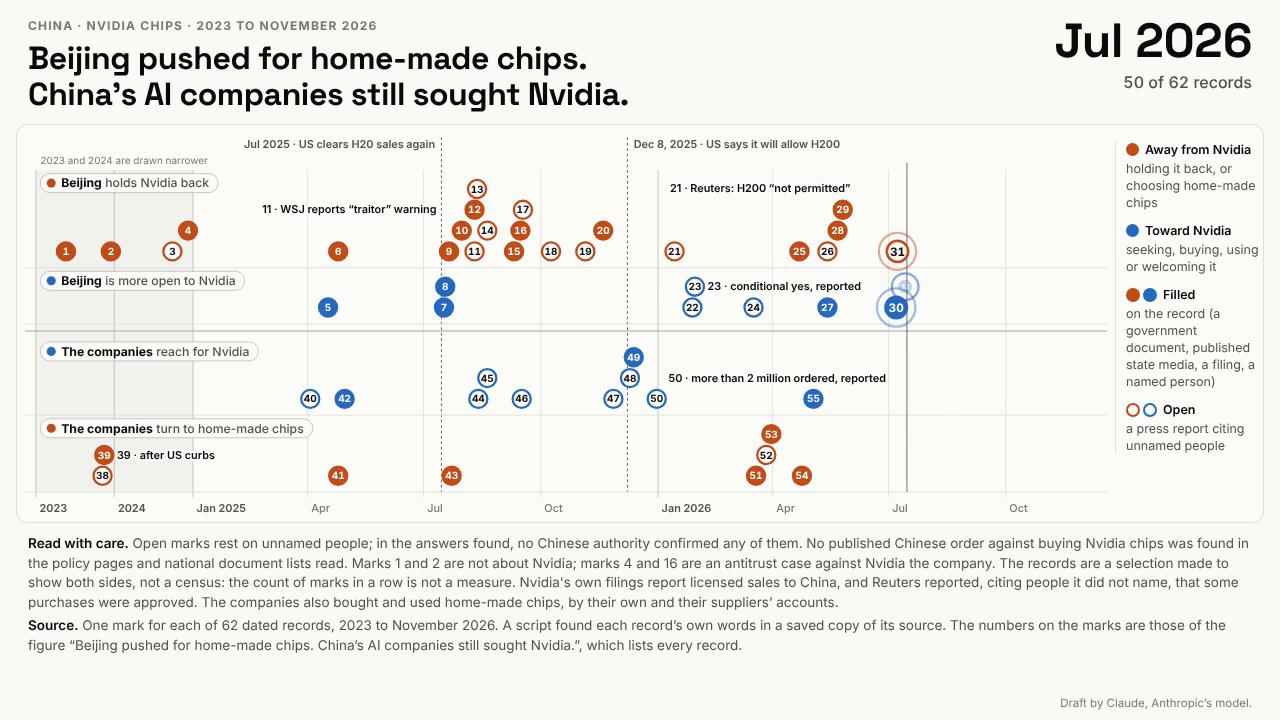 CHINA · NVIDIA CHIPS · 2023 TO NOVEMBER 2026
Beijing pushed for home-made chips.
China’s AI companies still sought Nvidia.
Jul 2026
50 of 62 records
Jul 2025 · US clears H20 sales again
Dec 8, 2025 · US says it will allow H200
2023 and 2024 are drawn narrower
Beijing holds Nvidia back
13
21 · Reuters: H200 “not permitted”
11 · WSJ reports “traitor” warning
12
17
29
4
10
14
16
20
28
1
2
3
6
9
11
15
18
19
21
25
26
31
Beijing is more open to Nvidia
8
23
23 · conditional yes, reported
5
7
22
24
27
30
The companies reach for Nvidia
49
45
48
50 · more than 2 million ordered, reported
40
42
44
46
47
50
55
The companies turn to home-made chips
53
39
39 · after US curbs
52
38
41
43
51
54
2023
2024
Jan 2025
Apr
Jul
Oct
Jan 2026
Apr
Jul
Oct
Away from Nvidia
holding it back, or
choosing home-made
chips
Toward Nvidia
seeking, buying, using
or welcoming it
Filled
on the record (a
government
document, published
state media, a filing, a
named person)
Open
a press report citing
unnamed people
Read with care. Open marks rest on unnamed people; in the answers found, no Chinese authority confirmed any of them. No published Chinese order against buying Nvidia chips was found in
the policy pages and national document lists read. Marks 1 and 2 are not about Nvidia; marks 4 and 16 are an antitrust case against Nvidia the company. The records are a selection made to
show both sides, not a census: the count of marks in a row is not a measure. Nvidia's own filings report licensed sales to China, and Reuters reported, citing people it did not name, that some
purchases were approved. The companies also bought and used home-made chips, by their own and their suppliers’ accounts.
Source. One mark for each of 62 dated records, 2023 to November 2026. A script found each record’s own words in a saved copy of its source. The numbers on the marks are those of the
figure “Beijing pushed for home-made chips. China’s AI companies still sought Nvidia.”, which lists every record.
Draft by Claude, Anthropic’s model.